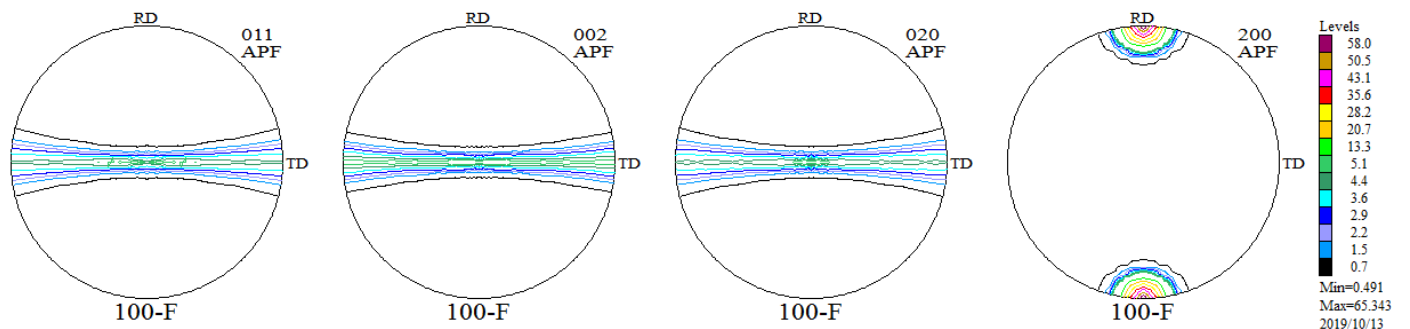 RD
011
APF
TD
100-F
RD
002
APF
TD
100-F
RD
020
APF
TD
100-F
RD
200
APF
TD
100-F
Levels
58.0
50.5
43.1
35.6
28.2
20.7
13.3
5.1
4.4
3.6
2.9
2.2
1.5
0.7
Min=0.491
Max=65.343
2019/10/13